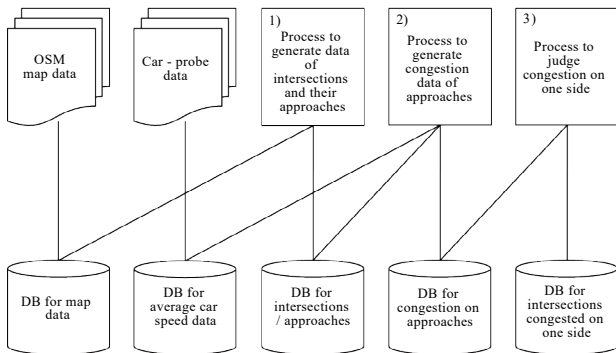 OSM
map data
Car - probe
data
1)
Process to
generate data
of
intersections
and their
approaches
2)
Process to
generate
congestion
data of
approaches
3)
Process to
judge
congestion on
one side
DB for map
data
DB for
average car
speed data
DB for
intersections
/ approaches
DB for
congestion on
approaches
DB for
intersections
congested on
one side